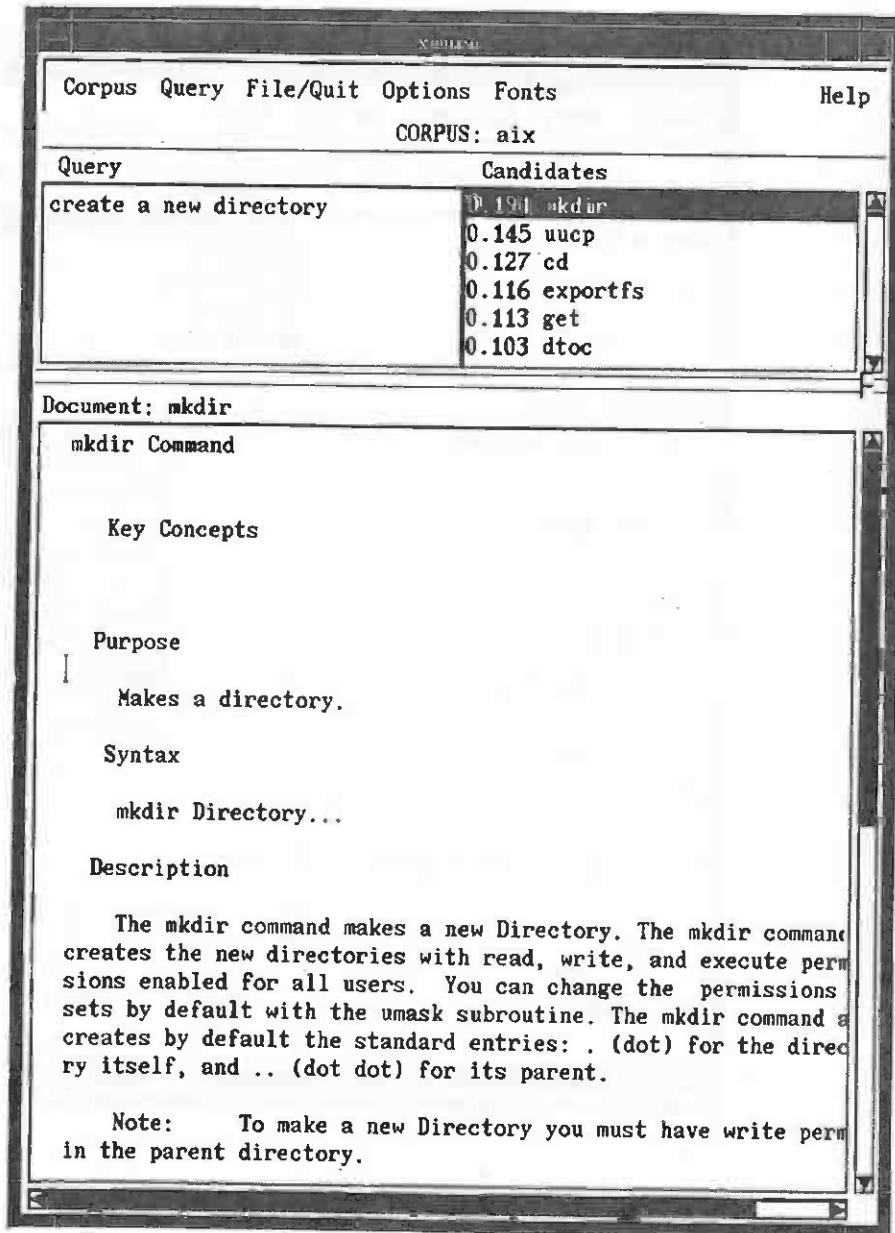 Corpus Query File/Quit Options Fonts Help
CORPUS: aix
Query
create a new directory
Candidates
0.194 mkdir
0.145 uucp
0.127 cd
0.116 exportfs
0.113 get
0.103 dtoc
Document: mkdir
mkdir Command
Key Concepts
Purpose
Makes a directory.
Syntax
mkdir Directory...
Description
The mkdir command makes a new Directory. The mkdir command
creates the new directories with read, write, and execute perm
sions enabled for all users. You can change the permissions
sets by default with the umask subroutine. The mkdir command a
creates by default the standard entries: . (dot) for the direc
ry itself, and .. (dot dot) for its parent.
Note: To make a new Directory you must have write perm
in the parent directory.